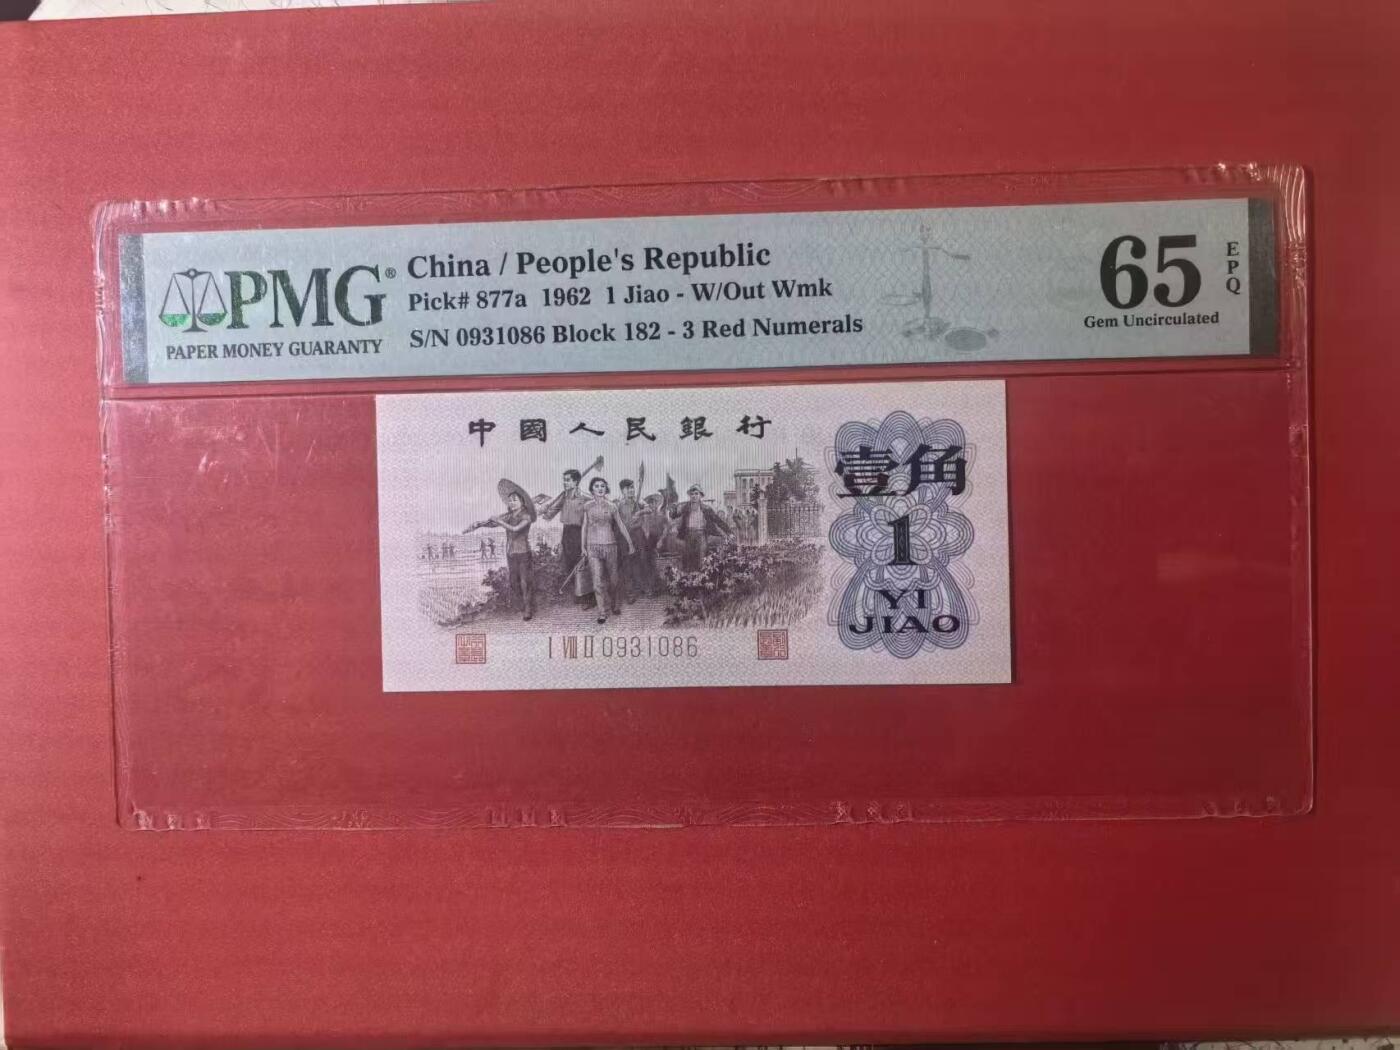 PMG®
PAPER MONEY GUARANTY
China / People's Republic
Pick# 877a 1962 1 Jiao - W/Out Wmk
S/N 0931086 Block 182 - 3 Red Numerals
65
EPQ
Gem Uncirculated
中國人民銀行
壹角
1
YI
JIAO
I VIII II 0931086